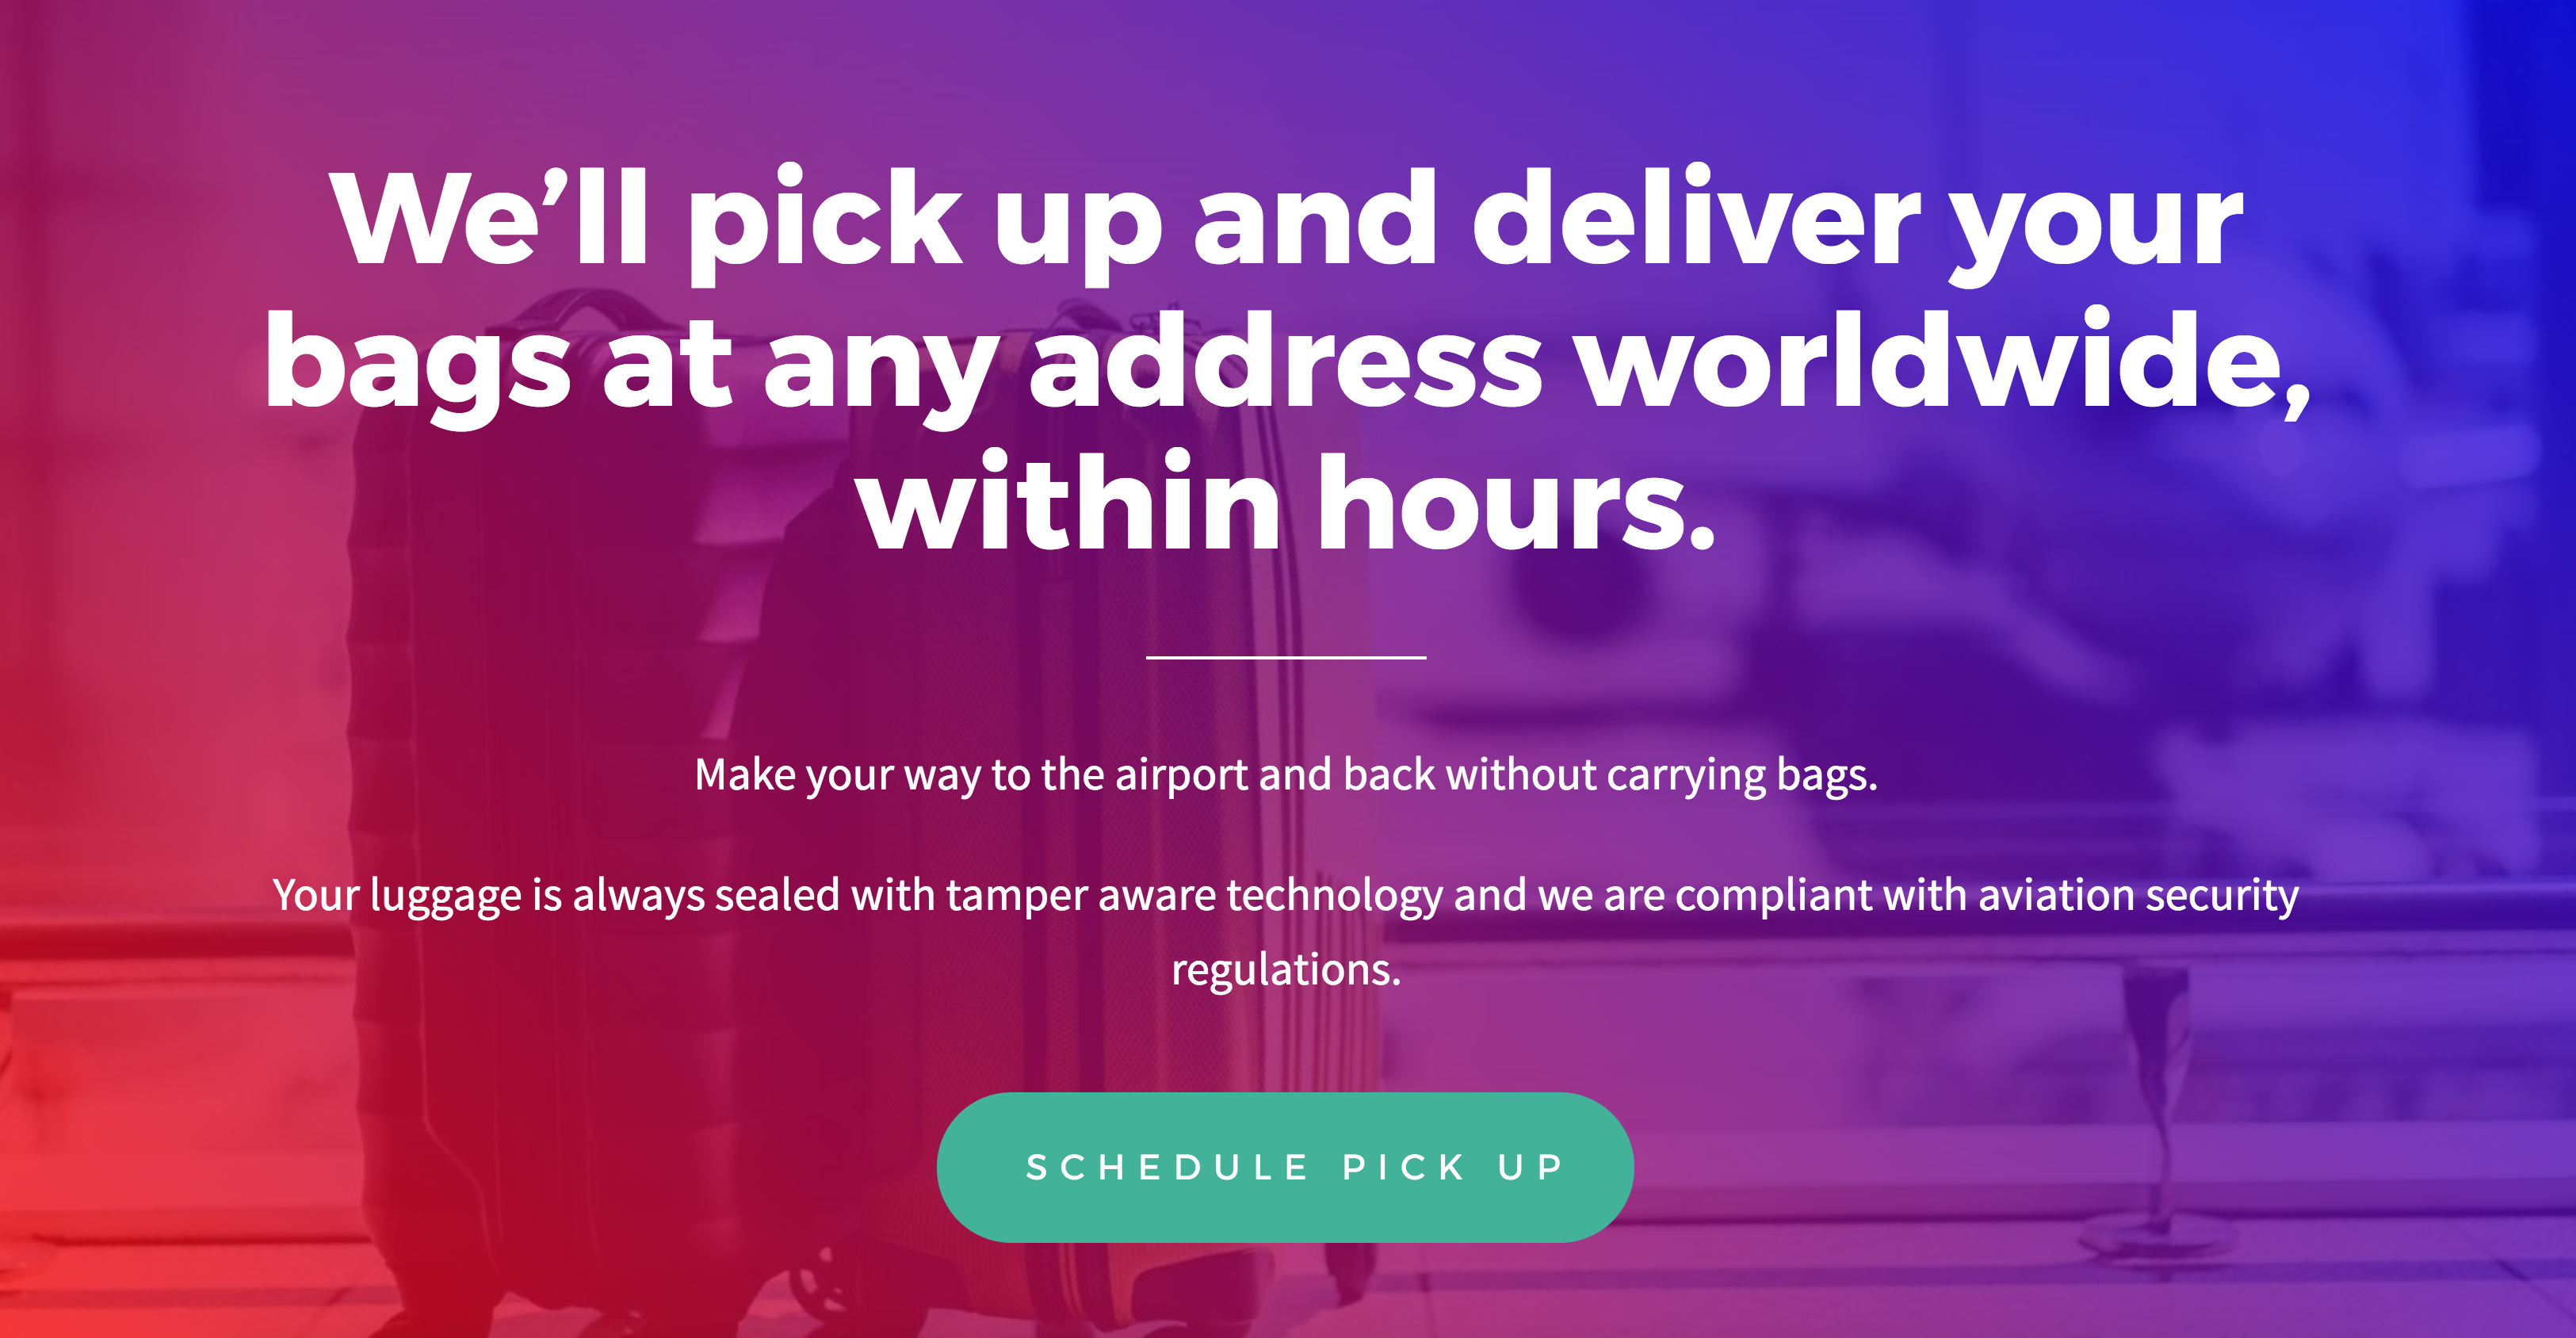 We’ll pick up and deliver your
bags at any address worldwide,
within hours.
Make your way to the airport and back without carrying bags.
Your luggage is always sealed with tamper aware technology and we are compliant with aviation security
regulations.
SCHEDULE PICK UP